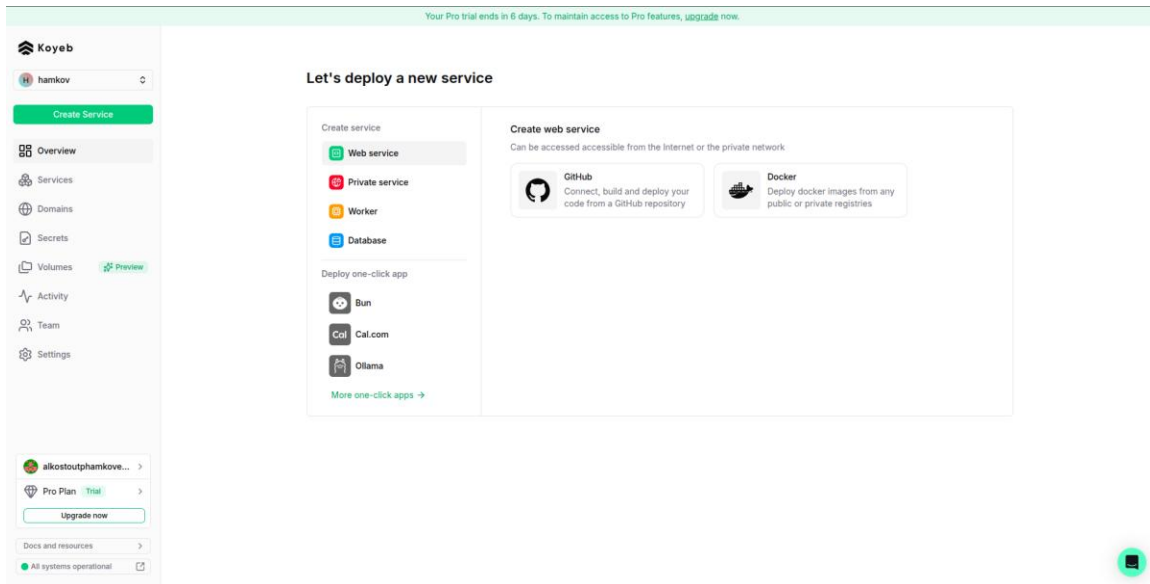 Your Pro trial ends in 6 days. To maintain access to Pro features, upgrade now.
Koyeb
H hamkov
Create Service
Overview
Services
Domains
Secrets
Volumes Preview
Activity
Team
Settings
alkostoutphamkove...
Pro Plan Trial
Upgrade now
Docs and resources
All systems operational
Let's deploy a new service
Create service
Web service
Private service
Worker
Database
Deploy one-click app
Bun
Cal Cal.com
Ollama
More one-click apps →
Create web service
Can be accessed accessible from the Internet or the private network
GitHub
Connect, build and deploy your
code from a GitHub repository
Docker
Deploy docker images from any
public or private registries